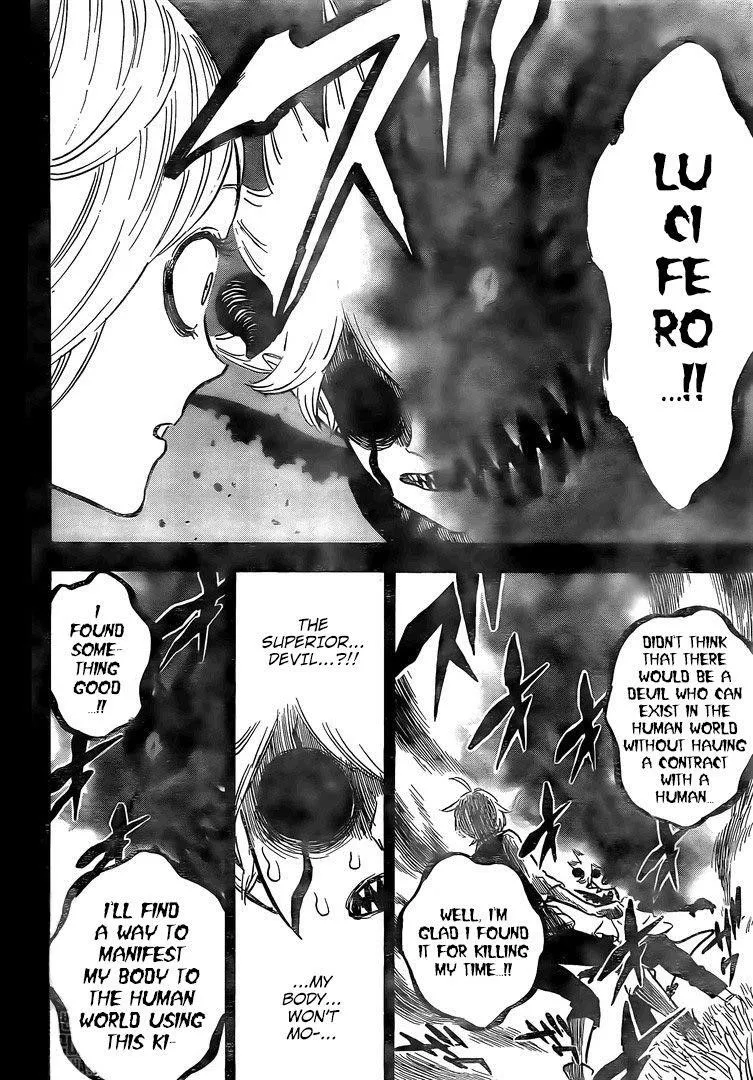 LU
CI
FE
RO
...!!
DIDN'T THINK
THAT THERE
WOULD BE A
DEVIL WHO CAN
EXIST IN THE
HUMAN WORLD
WITHOUT HAVING
A CONTRACT
WITH A
HUMAN...
WELL, I'M
GLAD I FOUND
IT FOR KILLING
MY TIME...!!
THE
SUPERIOR...
DEVIL...?!!
...MY
BODY...
WON'T
MO-...
I
FOUND
SOME-
THING
GOOD
...!!
I'LL FIND
A WAY TO
MANIFEST
MY BODY TO
THE HUMAN
WORLD USING
THIS KI-